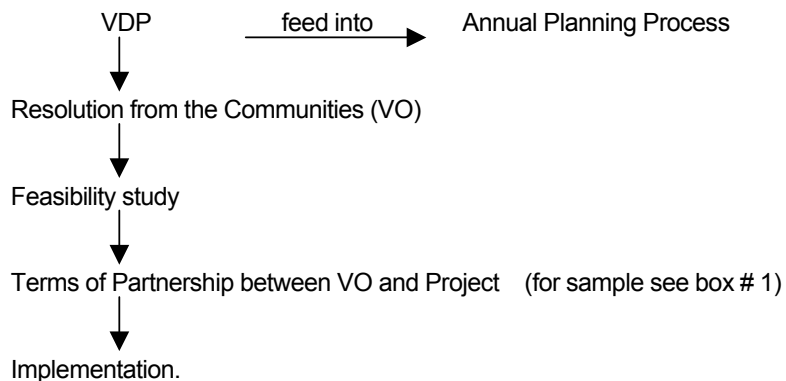 VDP feed into Annual Planning Process
Resolution from the Communities (VO)
Feasibility study
Terms of Partnership between VO and Project (for sample see box # 1)
Implementation.